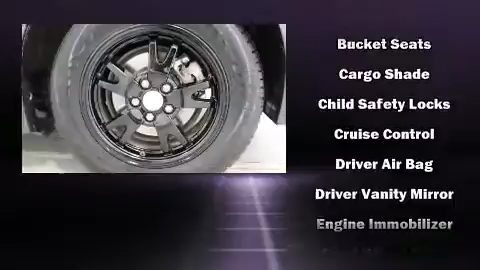 Bucket Seats
Cargo Shade
Child Safety Locks
Cruise Control
Driver Air Bag
Driver Vanity Mirror
Engine Immobilizer